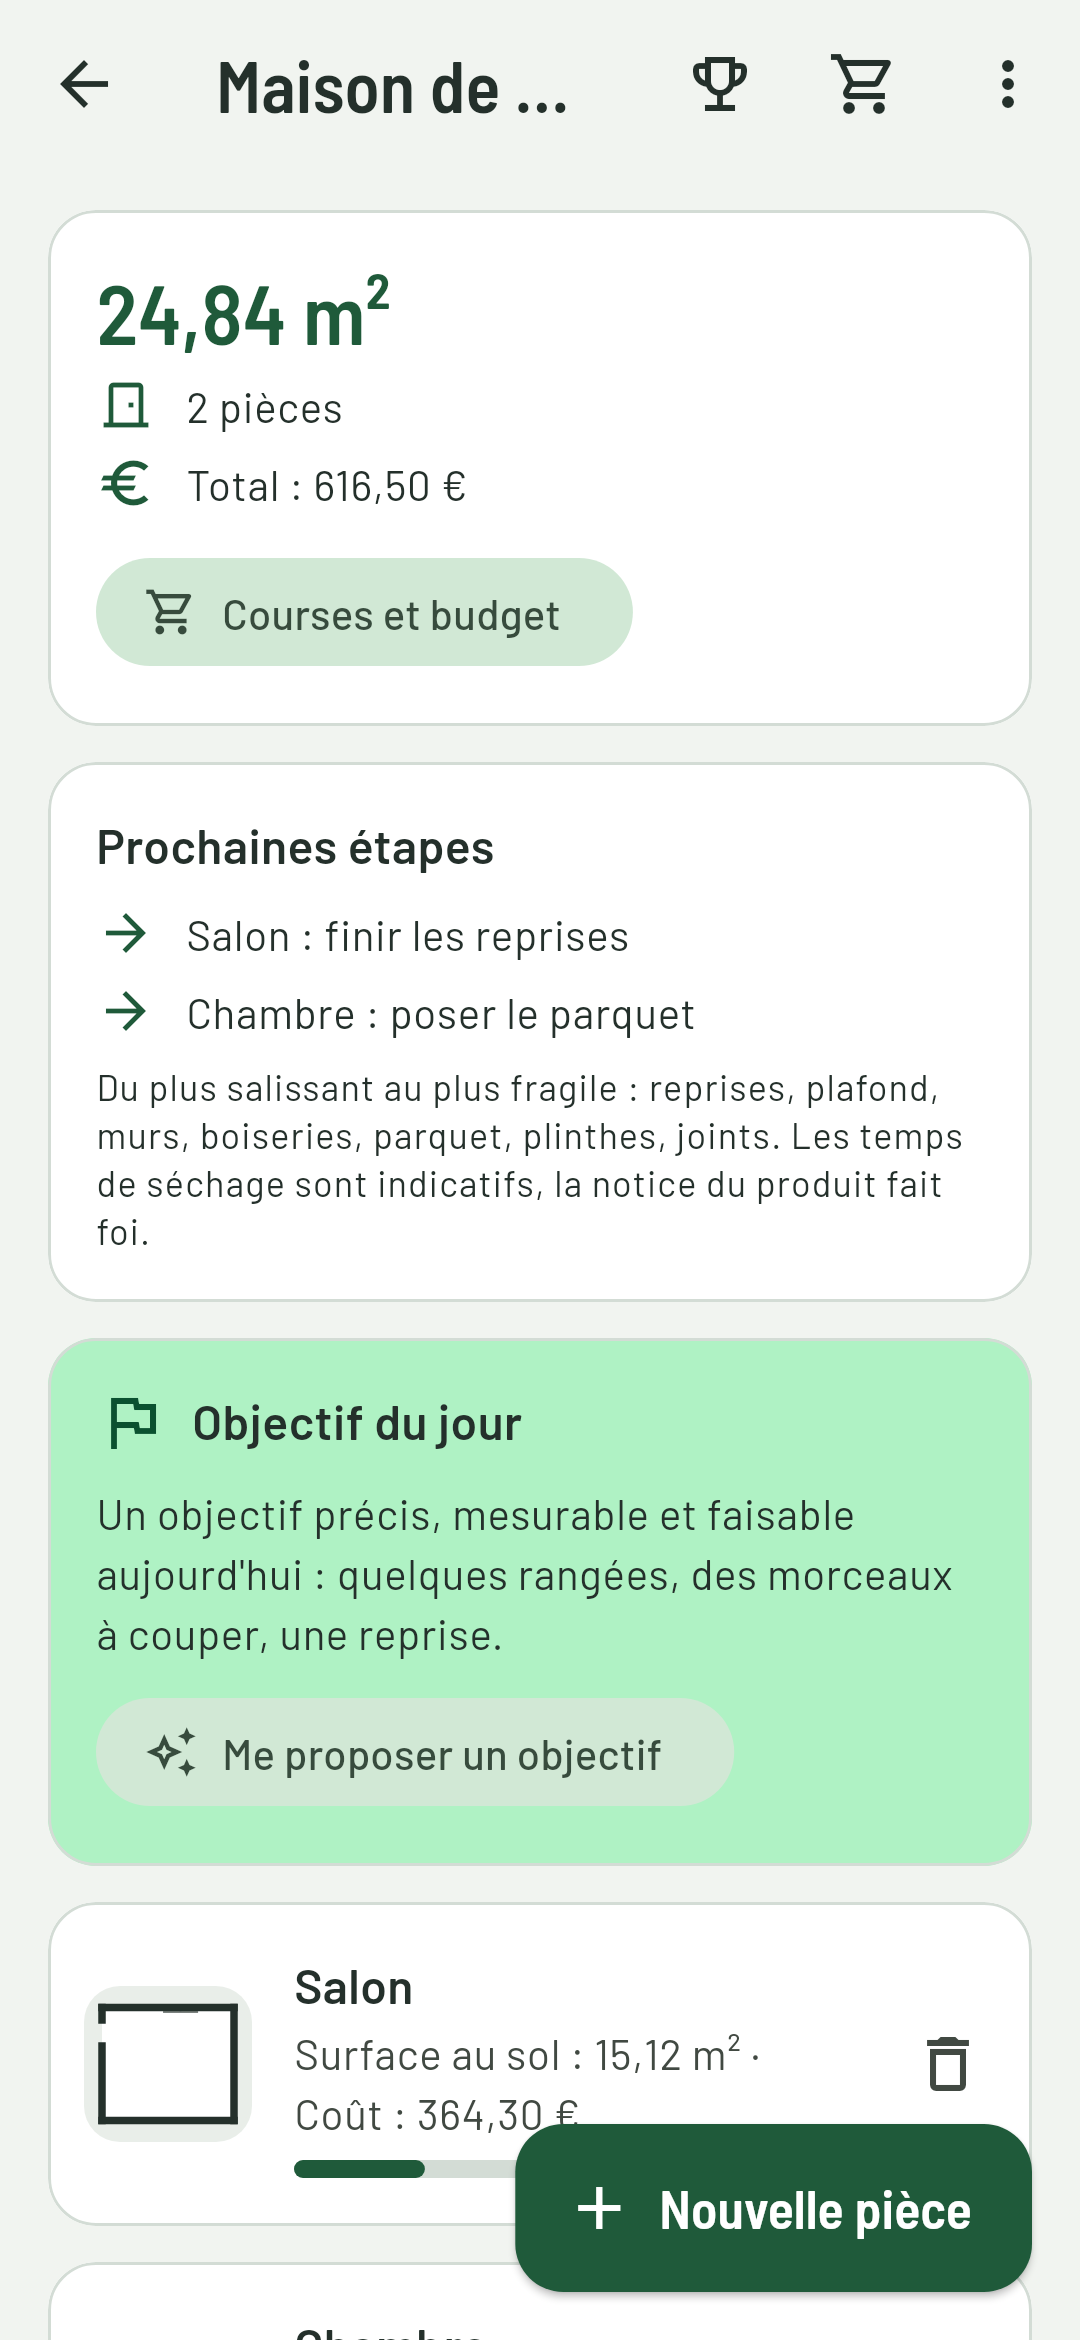 Maison de ...
24,84 m²
2 pièces
Total : 616,50 €
Courses et budget
Prochaines étapes
Salon : finir les reprises
Chambre : poser le parquet
Du plus salissant au plus fragile : reprises, plafond,
murs, boiseries, parquet, plinthes, joints. Les temps
de séchage sont indicatifs, la notice du produit fait
foi.
Objectif du jour
Un objectif précis, mesurable et faisable
aujourd'hui : quelques rangées, des morceaux
à couper, une reprise.
Me proposer un objectif
Salon
Surface au sol : 15,12 m² ·
Coût : 364,30 €
Nouvelle pièce
Chambre